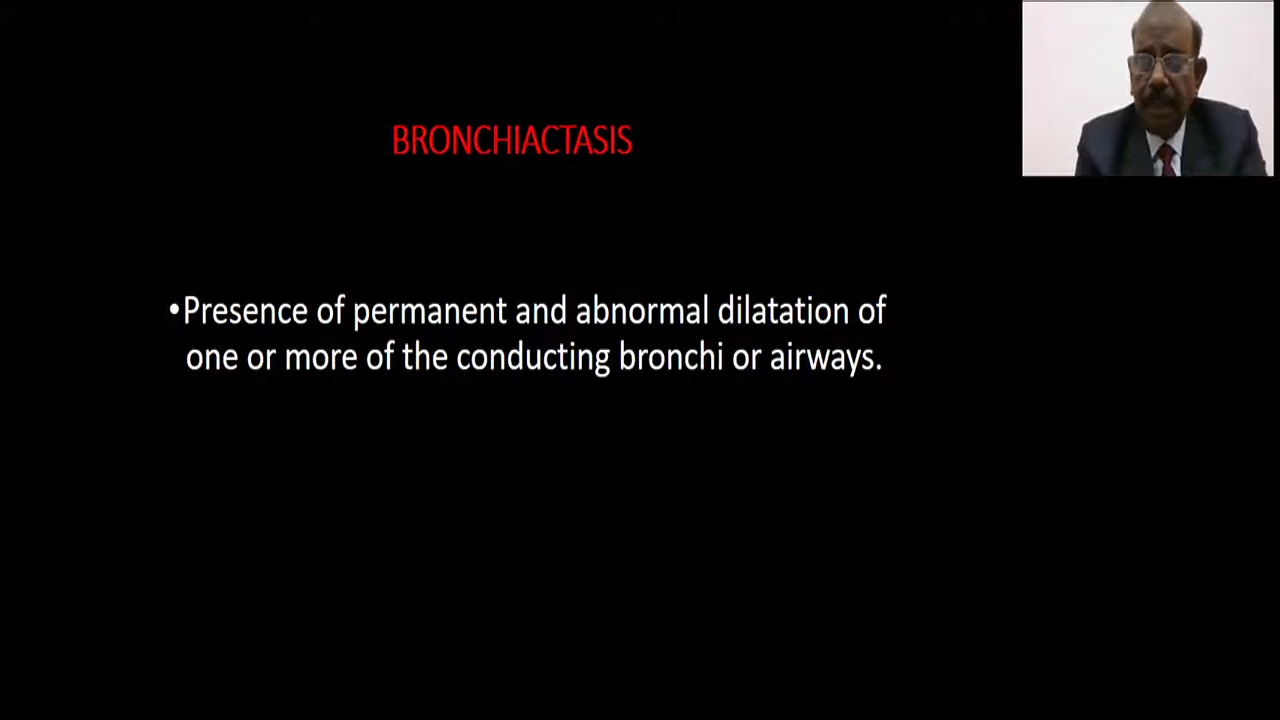 BRONCHIACTASIS
•Presence of permanent and abnormal dilatation of
one or more of the conducting bronchi or airways.